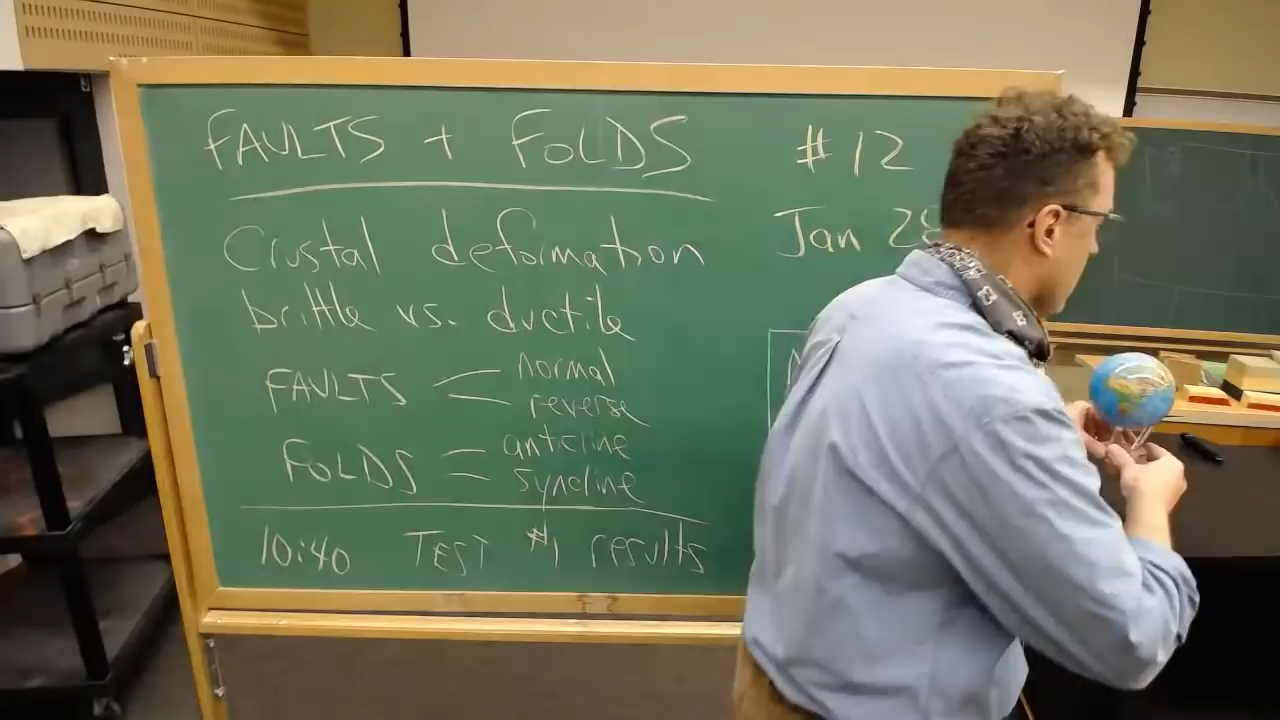 FAULTS + FOLDS
#12
Crustal deformation
Jan 28
brittle vs. ductile
FAULTS
normal
reverse
FOLDS
anticline
syncline
10:40 TEST #1 results